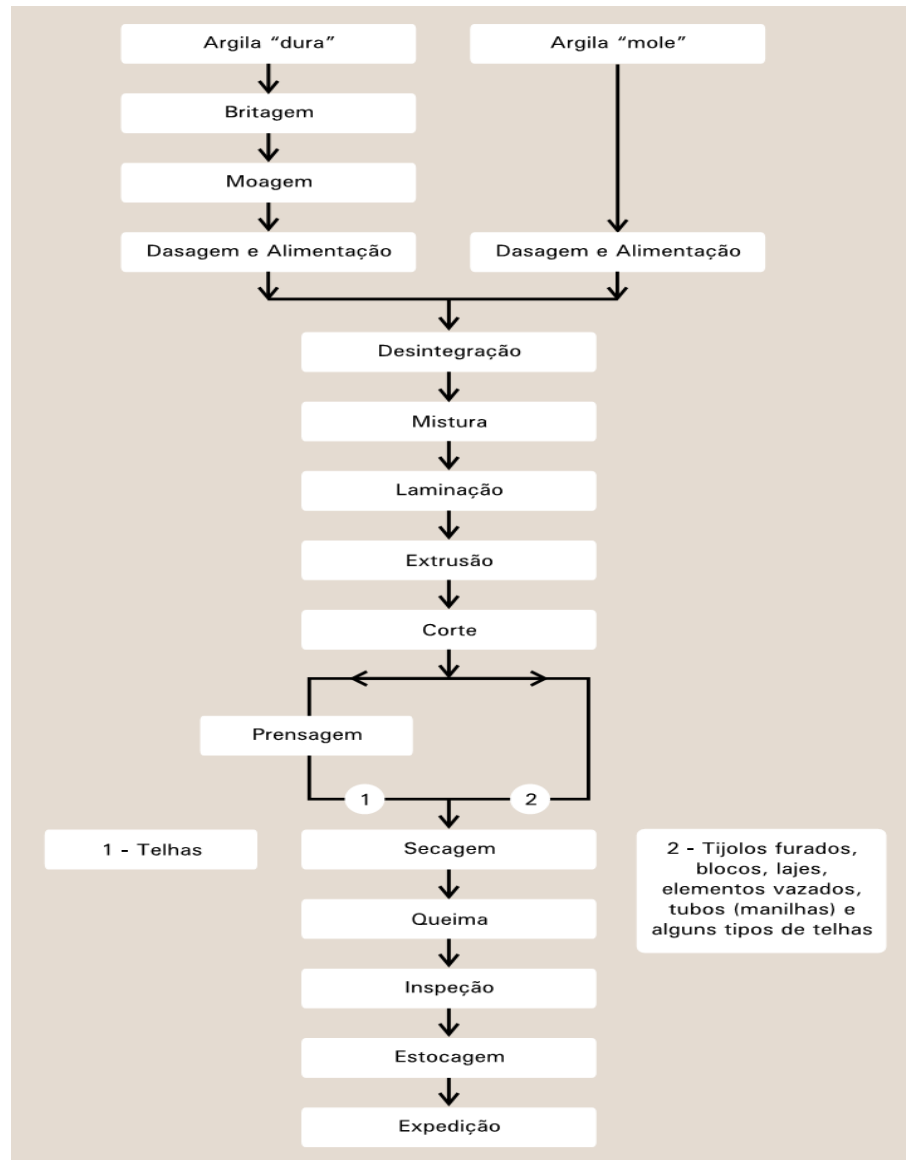 Argila “dura”
Argila “mole”
Britagem
Moagem
Dasagem e Alimentação
Dasagem e Alimentação
Desintegração
Mistura
Laminação
Extrusão
Corte
Prensagem
1
2
1 - Telhas
Secagem
2 - Tijolos furados,
blocos, lajes,
elementos vazados,
tubos (manilhas) e
alguns tipos de telhas
Queima
Inspeção
Estocagem
Expedição